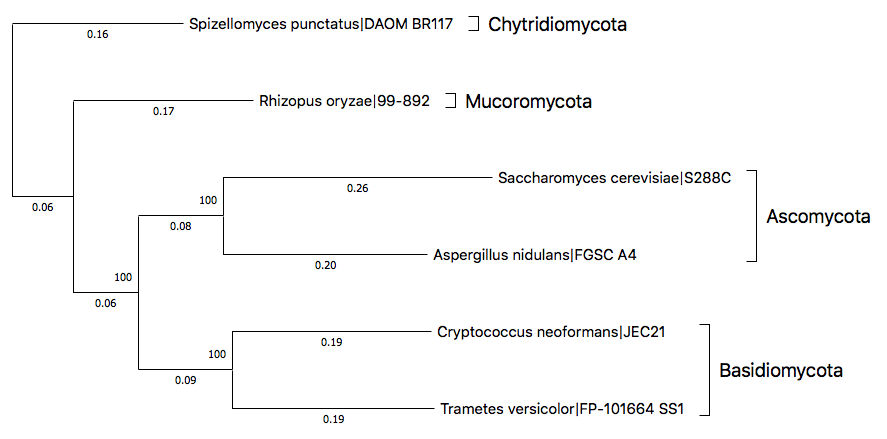 Spizellomyces punctatus|DAOM BR117 Chytridiomycota
0.16
Rhizopus oryzae|99-892 Mucoromycota
0.17
Saccharomyces cerevisiae|S288C
0.26
100
0.06
0.08
Ascomycota
Aspergillus nidulans|FGSC A4
0.20
100
0.06
Cryptococcus neoformans|JEC21
0.19
100
0.09
Basidiomycota
Trametes versicolor|FP-101664 SS1
0.19